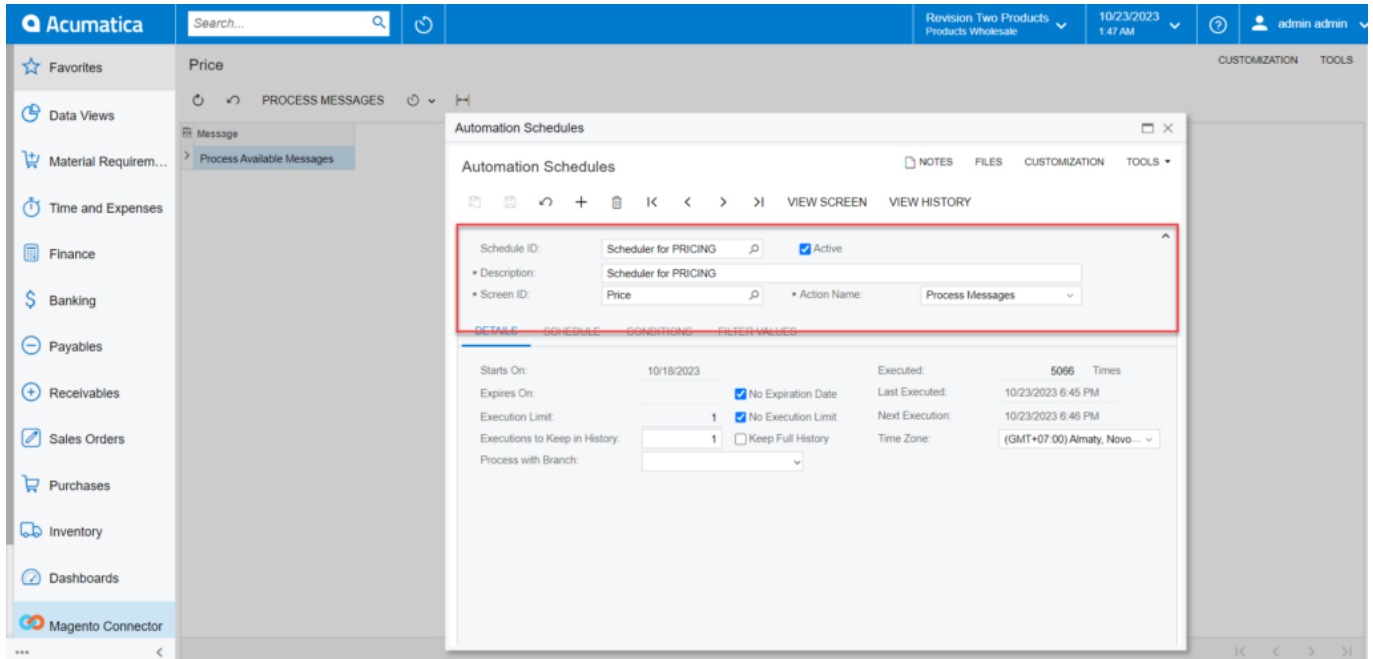 Acumatica
Search...
Revision Two Products
Products Wholesale
10/23/2023
1:47 AM
admin admin
Favorites
Data Views
Material Requirem...
Time and Expenses
Finance
Banking
Payables
Receivables
Sales Orders
Purchases
Inventory
Dashboards
Magento Connector
Price
CUSTOMIZATION TOOLS
PROCESS MESSAGES
Message
Process Available Messages
Automation Schedules
Automation Schedules
NOTES FILES CUSTOMIZATION TOOLS
VIEW SCREEN VIEW HISTORY
Schedule ID: Scheduler for PRICING Active
Description: Scheduler for PRICING
Screen ID: Price Action Name: Process Messages
DETAILS SCHEDULE CONDITIONS FILTER VALUES
Starts On: 10/18/2023 Executed: 5066 Times
Expires On: No Expiration Date Last Executed: 10/23/2023 6:45 PM
Execution Limit: 1 No Execution Limit Next Execution: 10/23/2023 6:46 PM
Executions to Keep in History: 1 Keep Full History Time Zone: (GMT+07:00) Almaty, Novo...
Process with Branch: